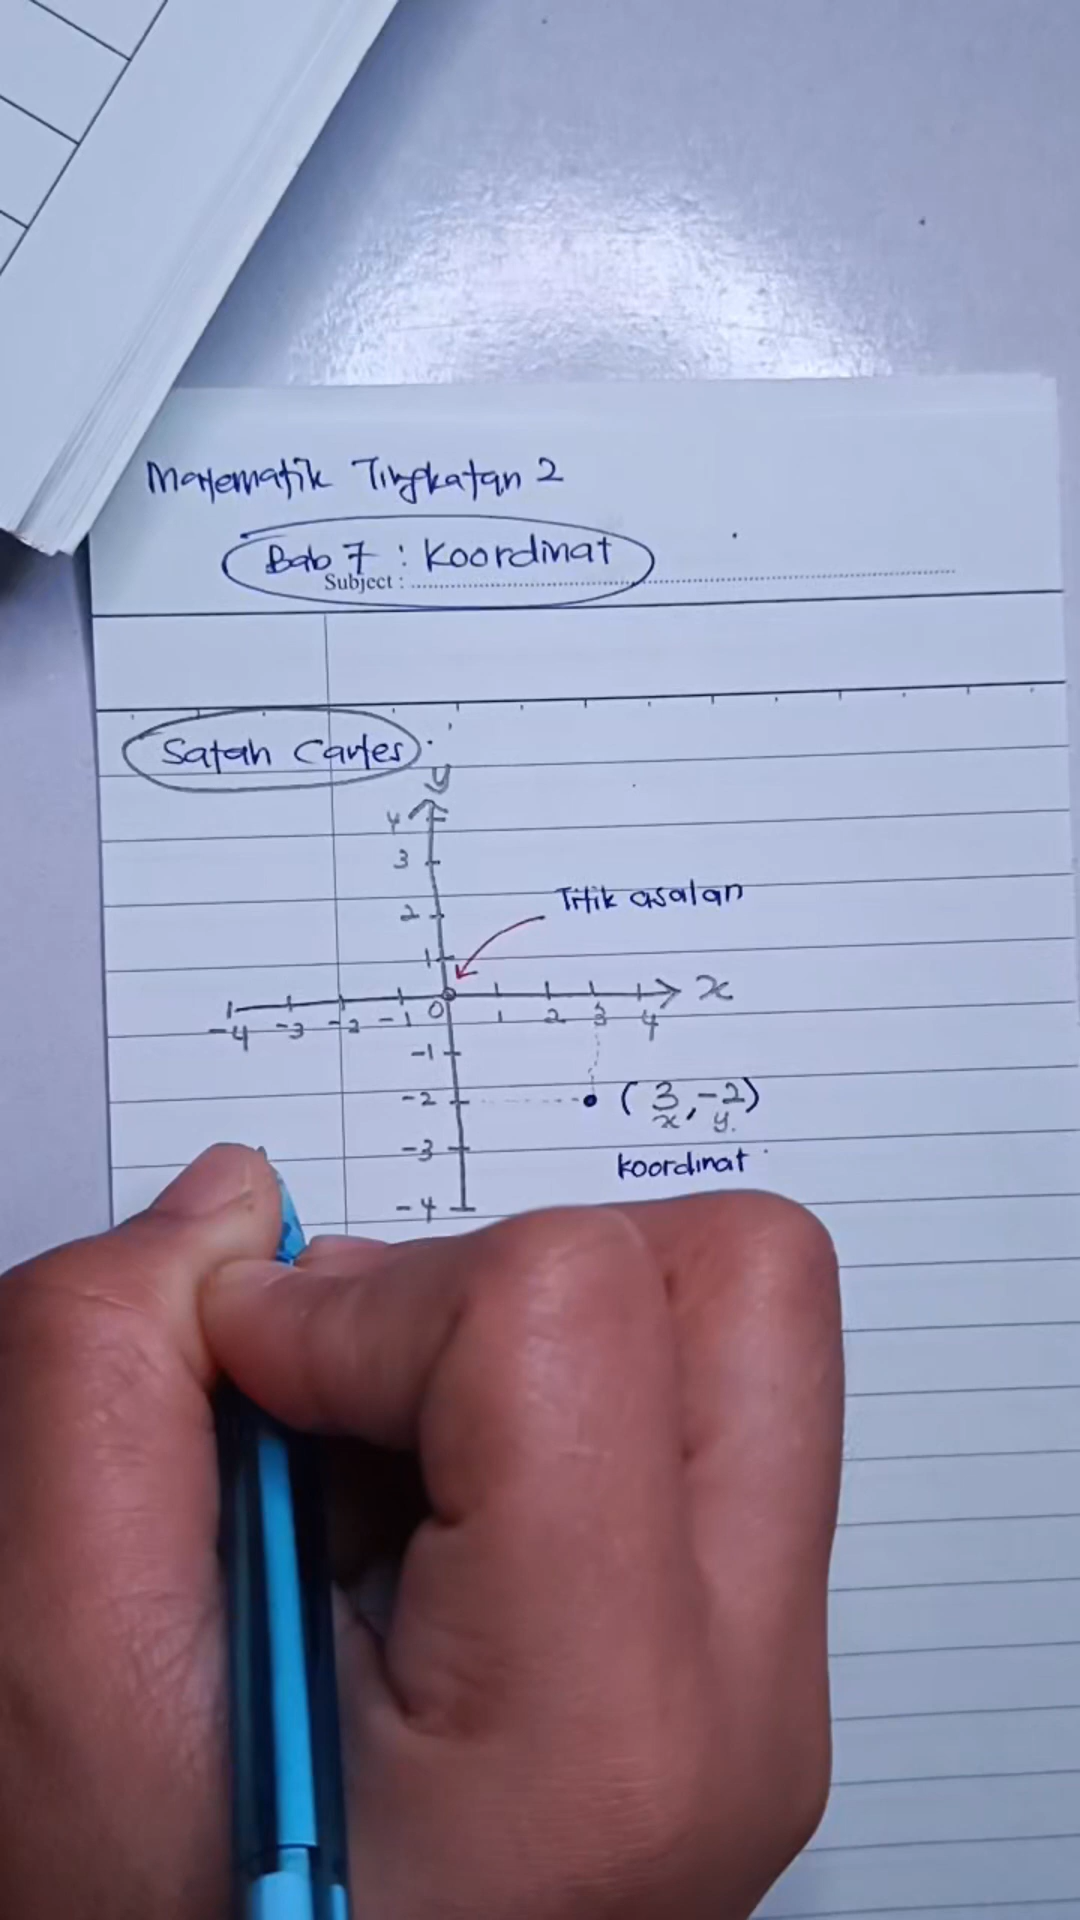 Matematik Tingkatan 2
Bab 7 : Koordinat
Subject :
Satah Cartes
y
4
3
2
Titik asalan
1
x
-4 -3 -2 -1 0 1 2 3 4
-1
-2 (3, -2)
x y
-3
koordinat
-4